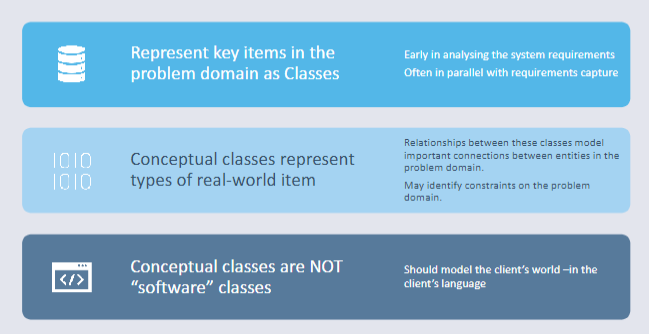 Represent key items in the
problem domain as Classes
Early in analysing the system requirements
Often in parallel with requirements capture
IOIO
IOIO
Conceptual classes represent
types of real-world item
Relationships between these classes model
important connections between entities in the
problem domain.
May identify constraints on the problem
domain.
</>
Conceptual classes are NOT
“software” classes
Should model the client’s world –in the
client’s language